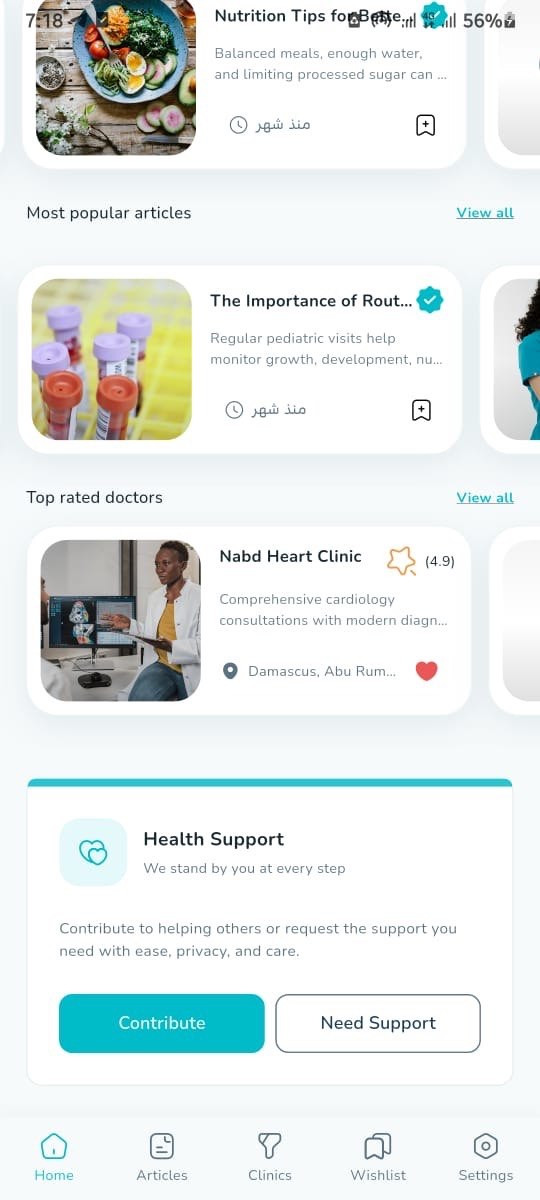 7:18
56%
Nutrition Tips for Bette...
Balanced meals, enough water,
and limiting processed sugar can ...
منذ شهر
Most popular articles
View all
The Importance of Rout...
Regular pediatric visits help
monitor growth, development, nu...
منذ شهر
Top rated doctors
View all
Nabd Heart Clinic
(4.9)
Comprehensive cardiology
consultations with modern diagn...
Damascus, Abu Rum...
Health Support
We stand by you at every step
Contribute to helping others or request the support you
need with ease, privacy, and care.
Contribute
Need Support
Home
Articles
Clinics
Wishlist
Settings